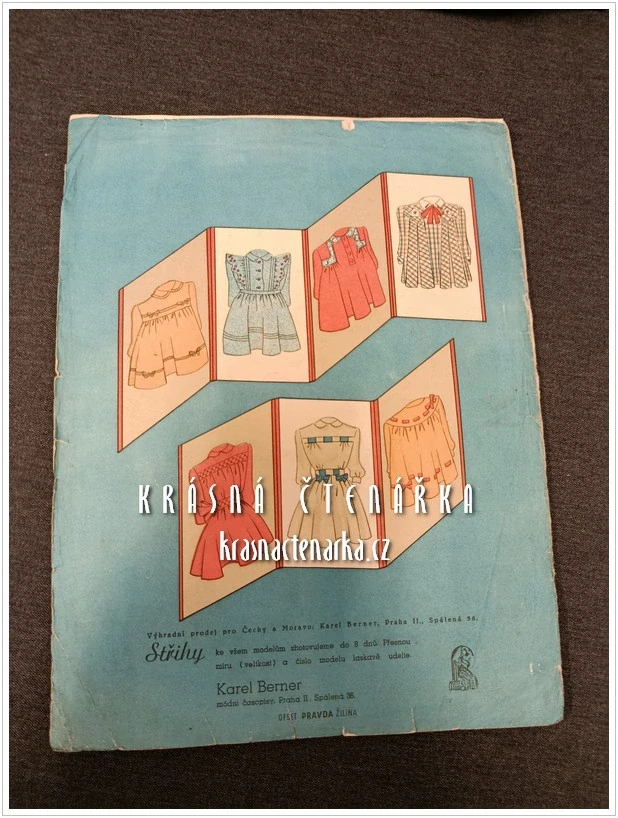 KRÁSNÁ ČTENÁŘKA
krasnactenarka.cz
Výhradní prodej pro Čechy a Moravu: Karel Berner, Praha II., Spálená 36.
Střihy ke všem modelům zhotovujeme do 8 dnů. Přesnou
míru (velikost) a číslo modelu laskavě udejte.
Karel Berner
módní časopisy, Praha II. Spálená 36.
OFSET PRAVDA ŽILINA